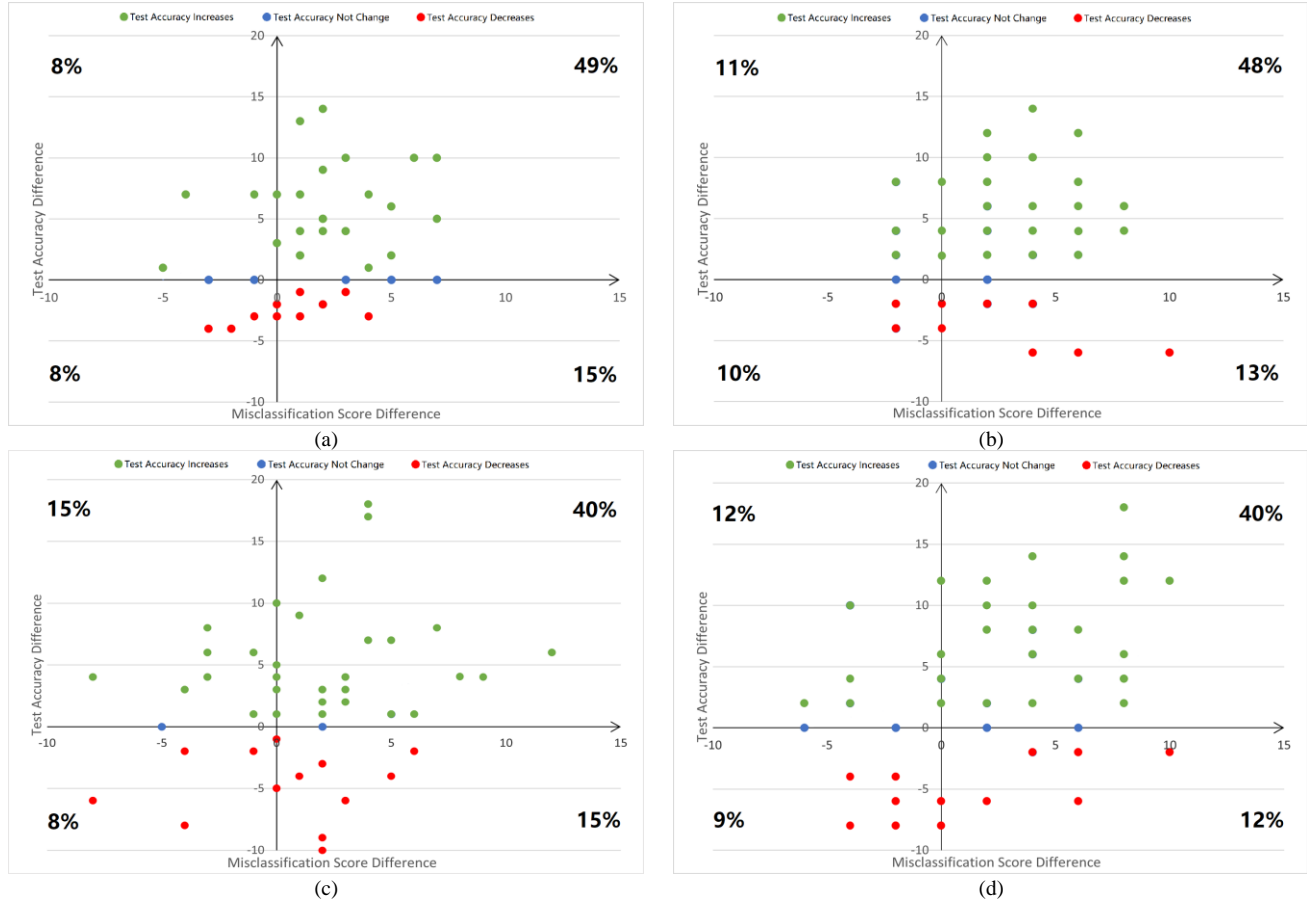 Test Accuracy Increases Test Accuracy Not Change Test Accuracy Decreases
20
8% 49%
15
10
5
0
-10 -5 0 5 10 15
-5
8% 15%
-10
Test Accuracy Difference
Misclassification Score Difference
(a)
Test Accuracy Increases Test Accuracy Not Change Test Accuracy Decreases
20
11% 48%
15
10
5
0
-10 -5 0 5 10 15
-5
10% 13%
-10
Test Accuracy Difference
Misclassification Score Difference
(b)
Test Accuracy Increases Test Accuracy Not Change Test Accuracy Decreases
20
15% 40%
15
10
5
0
-10 -5 0 5 10 15
-5
8% 15%
-10
Test Accuracy Difference
Misclassification Score Difference
(c)
Test Accuracy Increases Test Accuracy Not Change Test Accuracy Decreases
20
12% 40%
15
10
5
0
-10 -5 0 5 10 15
-5
9% 12%
-10
Test Accuracy Difference
Misclassification Score Difference
(d)